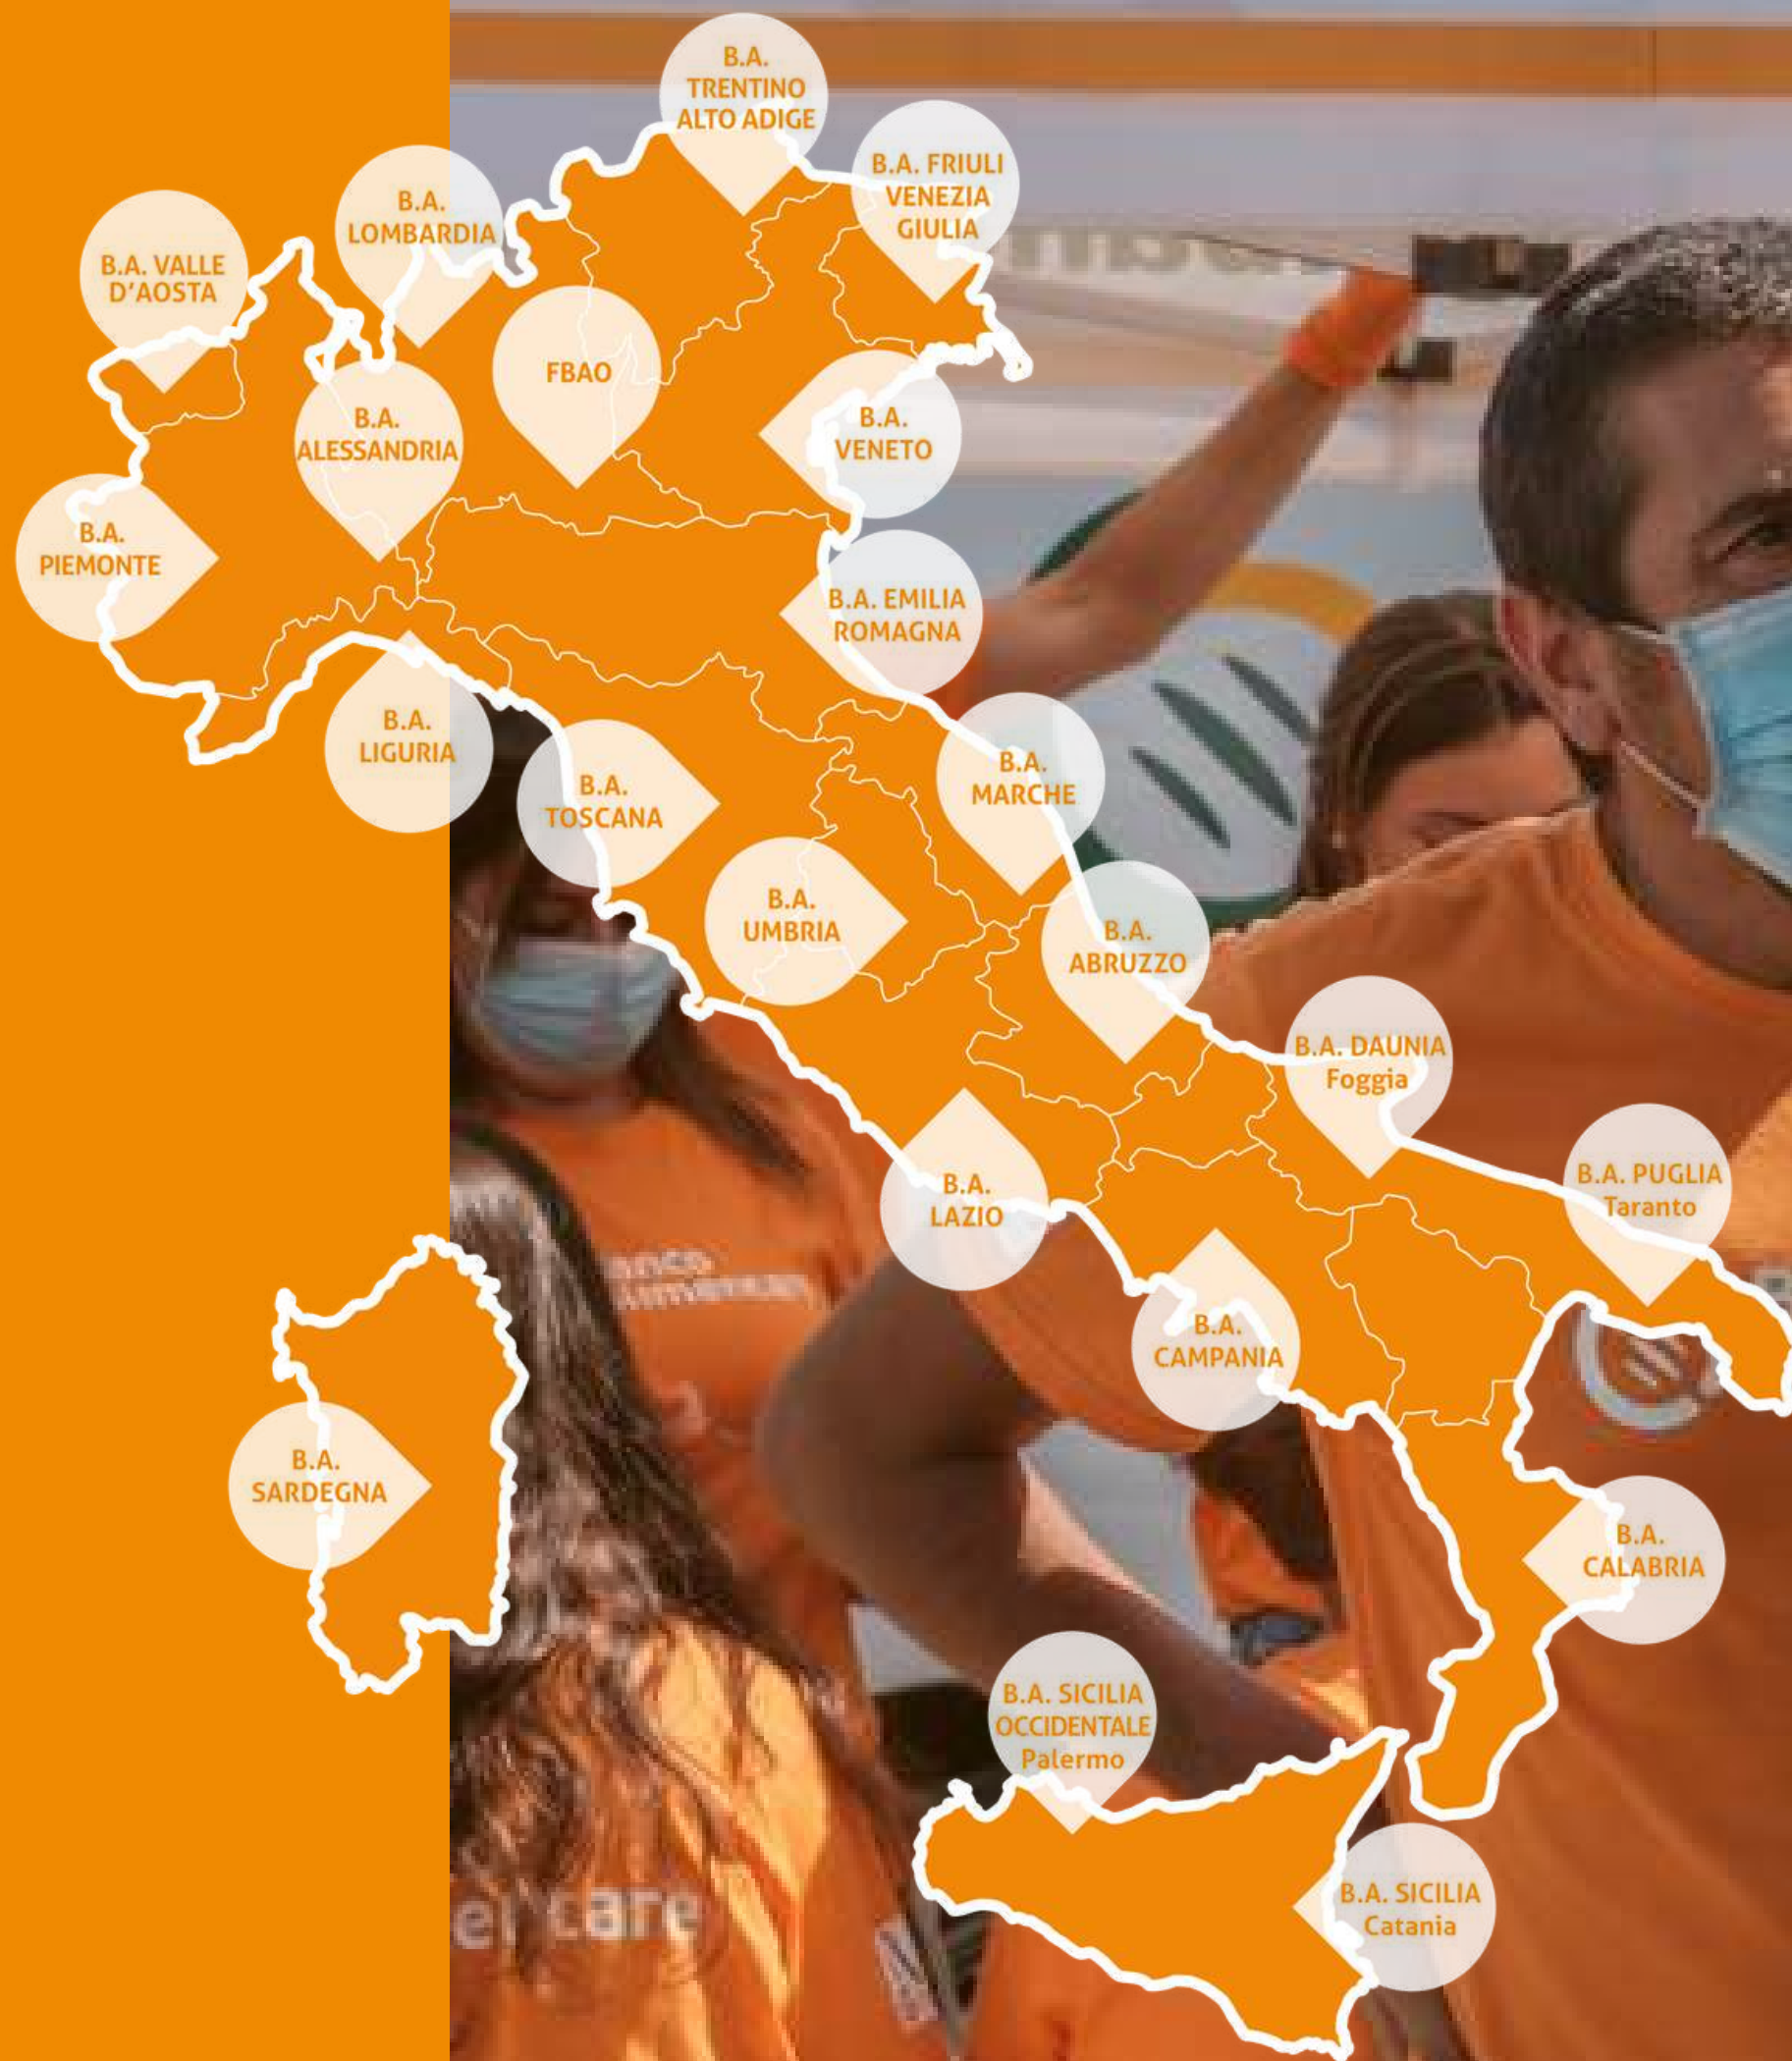 B.A.
TRENTINO
ALTO ADIGE
B.A. FRIULI
VENEZIA
GIULIA
B.A.
LOMBARDIA
B.A. VALLE
D'AOSTA
FBAO
B.A.
ALESSANDRIA
B.A.
VENETO
B.A.
PIEMONTE
B.A. EMILIA
ROMAGNA
B.A.
LIGURIA
B.A.
TOSCANA
B.A.
MARCHE
B.A.
UMBRIA
B.A.
ABRUZZO
B.A. DAUNIA
Foggia
B.A. PUGLIA
Taranto
B.A.
LAZIO
B.A.
CAMPANIA
B.A.
SARDEGNA
B.A.
CALABRIA
B.A. SICILIA
OCCIDENTALE
Palermo
B.A. SICILIA
Catania
care